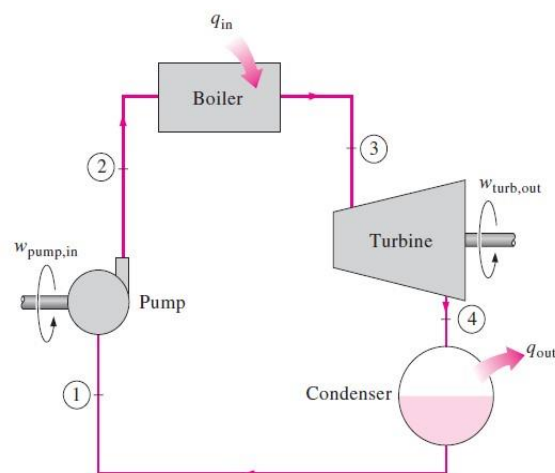 q_in
Boiler
2
3
w_turb,out
Turbine
w_pump,in
Pump
4
q_out
Condenser
1